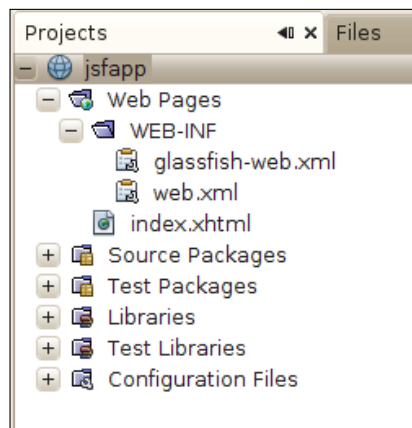 Projects Files
jsfapp
Web Pages
WEB-INF
glassfish-web.xml
web.xml
index.xhtml
Source Packages
Test Packages
Libraries
Test Libraries
Configuration Files